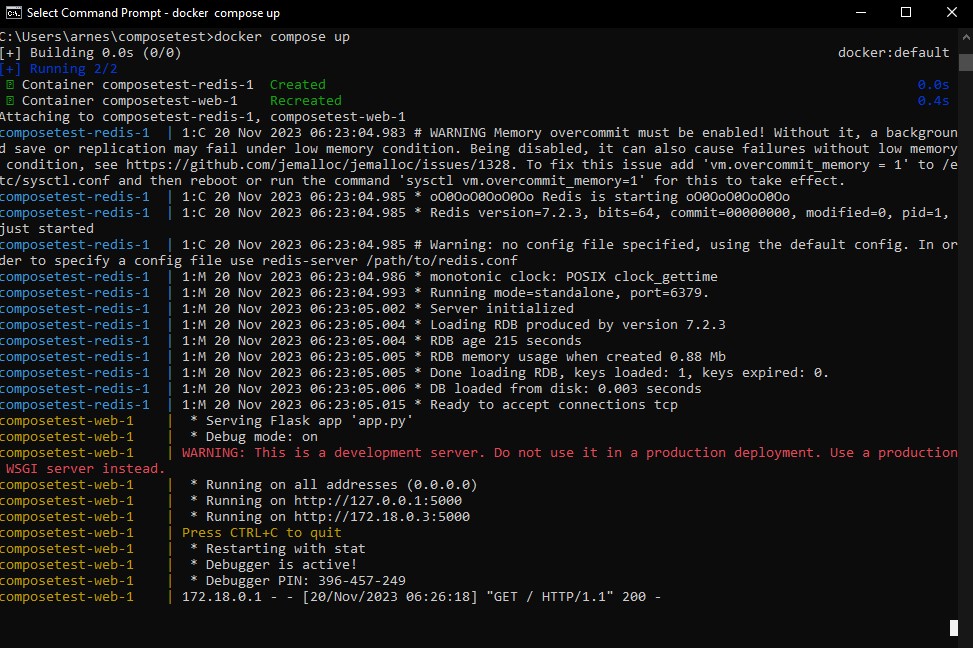 Select Command Prompt - docker compose up
C:\Users\arnes\composetest>docker compose up
[+] Building 0.0s (0/0) docker:default
[+] Running 2/2
Container composetest-redis-1 Created 0.0s
Container composetest-web-1 Recreated 0.4s
Attaching to composetest-redis-1, composetest-web-1
composetest-redis-1 | 1:C 20 Nov 2023 06:23:04.983 # WARNING Memory overcommit must be enabled! Without it, a backgroun
d save or replication may fail under low memory condition. Being disabled, it can also cause failures without low memory
condition, see https://github.com/jemalloc/jemalloc/issues/1328. To fix this issue add 'vm.overcommit_memory = 1' to /e
tc/sysctl.conf and then reboot or run the command 'sysctl vm.overcommit_memory=1' for this to take effect.
composetest-redis-1 | 1:C 20 Nov 2023 06:23:04.985 * oO0OoO0OoO0Oo Redis is starting oO0OoO0OoO0Oo
composetest-redis-1 | 1:C 20 Nov 2023 06:23:04.985 * Redis version=7.2.3, bits=64, commit=00000000, modified=0, pid=1,
just started
composetest-redis-1 | 1:C 20 Nov 2023 06:23:04.985 # Warning: no config file specified, using the default config. In or
der to specify a config file use redis-server /path/to/redis.conf
composetest-redis-1 | 1:M 20 Nov 2023 06:23:04.986 * monotonic clock: POSIX clock_gettime
composetest-redis-1 | 1:M 20 Nov 2023 06:23:04.993 * Running mode=standalone, port=6379.
composetest-redis-1 | 1:M 20 Nov 2023 06:23:05.002 * Server initialized
composetest-redis-1 | 1:M 20 Nov 2023 06:23:05.004 * Loading RDB produced by version 7.2.3
composetest-redis-1 | 1:M 20 Nov 2023 06:23:05.004 * RDB age 215 seconds
composetest-redis-1 | 1:M 20 Nov 2023 06:23:05.005 * RDB memory usage when created 0.88 Mb
composetest-redis-1 | 1:M 20 Nov 2023 06:23:05.005 * Done loading RDB, keys loaded: 1, keys expired: 0.
composetest-redis-1 | 1:M 20 Nov 2023 06:23:05.006 * DB loaded from disk: 0.003 seconds
composetest-redis-1 | 1:M 20 Nov 2023 06:23:05.015 * Ready to accept connections tcp
composetest-web-1 | * Serving Flask app 'app.py'
composetest-web-1 | * Debug mode: on
composetest-web-1 | WARNING: This is a development server. Do not use it in a production deployment. Use a production
WSGI server instead.
composetest-web-1 | * Running on all addresses (0.0.0.0)
composetest-web-1 | * Running on http://127.0.0.1:5000
composetest-web-1 | * Running on http://172.18.0.3:5000
composetest-web-1 | Press CTRL+C to quit
composetest-web-1 | * Restarting with stat
composetest-web-1 | * Debugger is active!
composetest-web-1 | * Debugger PIN: 396-457-249
composetest-web-1 | 172.18.0.1 - - [20/Nov/2023 06:26:18] "GET / HTTP/1.1" 200 -